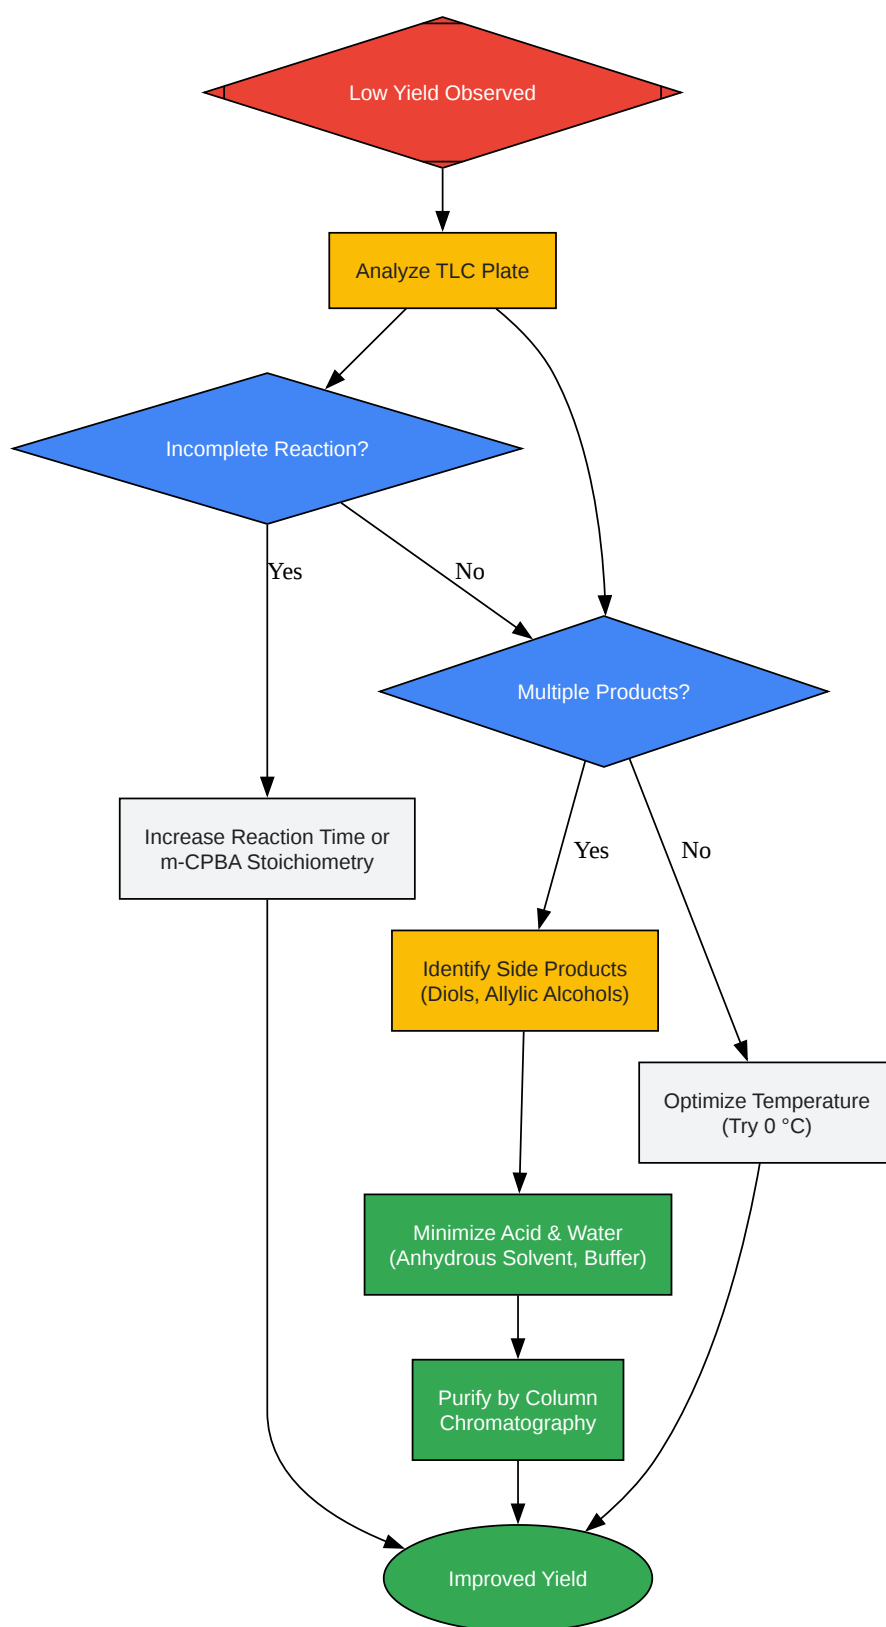 Low Yield Observed
Analyze TLC Plate
Incomplete Reaction?
Yes
No
Multiple Products?
Increase Reaction Time or
m-CPBA Stoichiometry
Yes
No
Identify Side Products
(Diols, Allylic Alcohols)
Optimize Temperature
(Try 0 °C)
Minimize Acid & Water
(Anhydrous Solvent, Buffer)
Purify by Column
Chromatography
Improved Yield